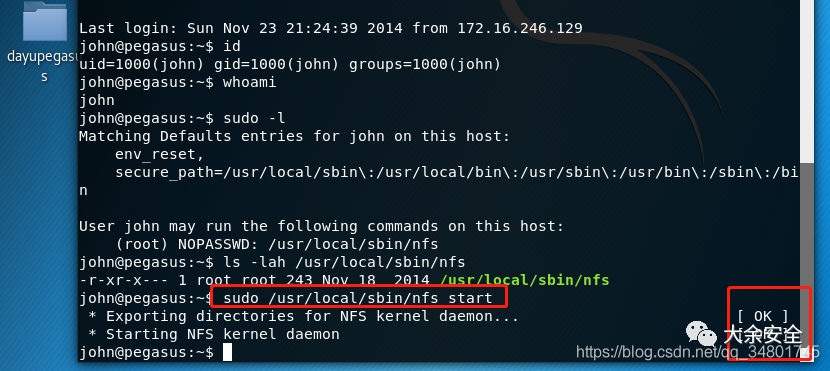 dayupegasu
s
Last login: Sun Nov 23 21:24:39 2014 from 172.16.246.129
john@pegasus:~$ id
uid=1000(john) gid=1000(john) groups=1000(john)
john@pegasus:~$ whoami
john
john@pegasus:~$ sudo -l
Matching Defaults entries for john on this host:
    env_reset,
    secure_path=/usr/local/sbin\:/usr/local/bin\:/usr/sbin\:/usr/bin\:/sbin\:/bi
n
User john may run the following commands on this host:
    (root) NOPASSWD: /usr/local/sbin/nfs
john@pegasus:~$ ls -lah /usr/local/sbin/nfs
-r-xr-x--- 1 root root 243 Nov 18  2014 /usr/local/sbin/nfs
john@pegasus:~$ sudo /usr/local/sbin/nfs start
 * Exporting directories for NFS kernel daemon... [ OK ]
 * Starting NFS kernel daemon
john@pegasus:~$
大余安全
https://blog.csdn.net/qq_34801745